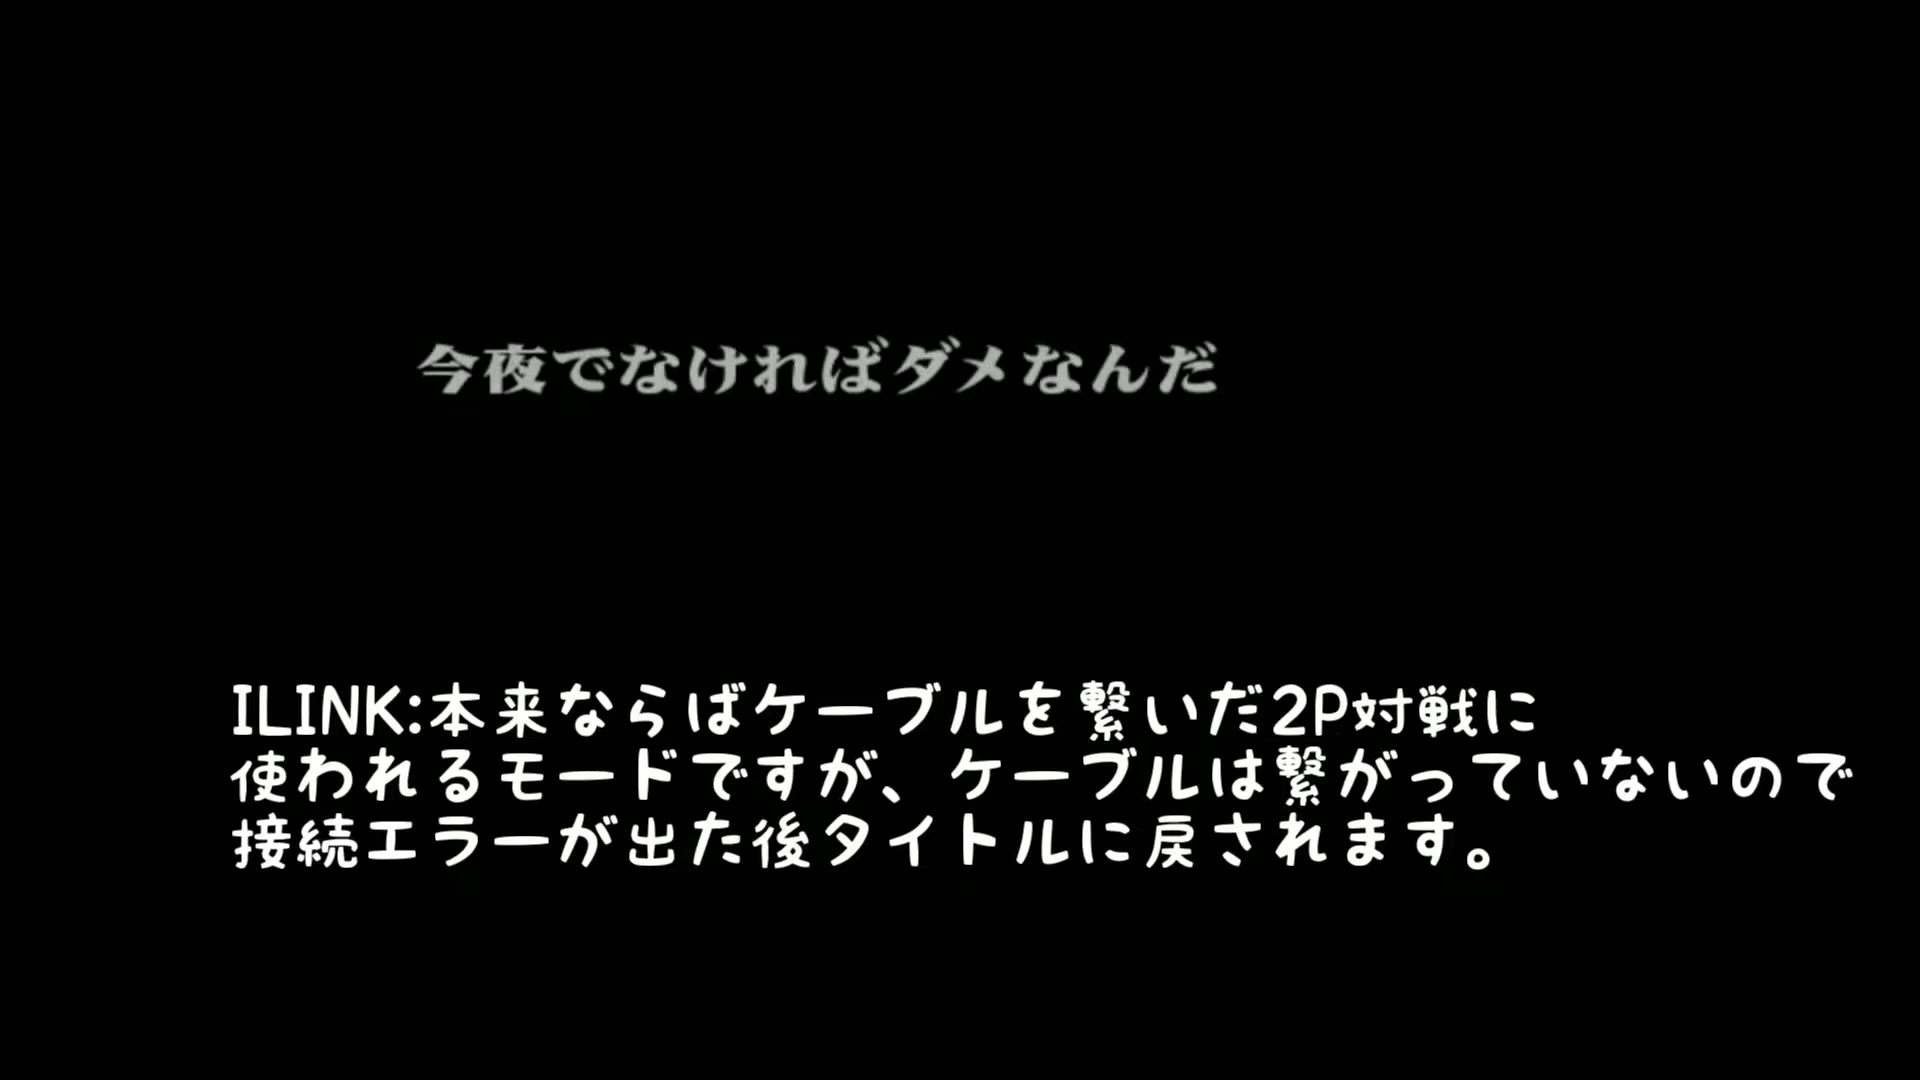 今夜でなければダメなんだ
ILINK:本来ならばケーブルを繋いだ2P対戦に
使われるモードですが、ケーブルは繋がっていないので
接続エラーが出た後タイトルに戻されます。